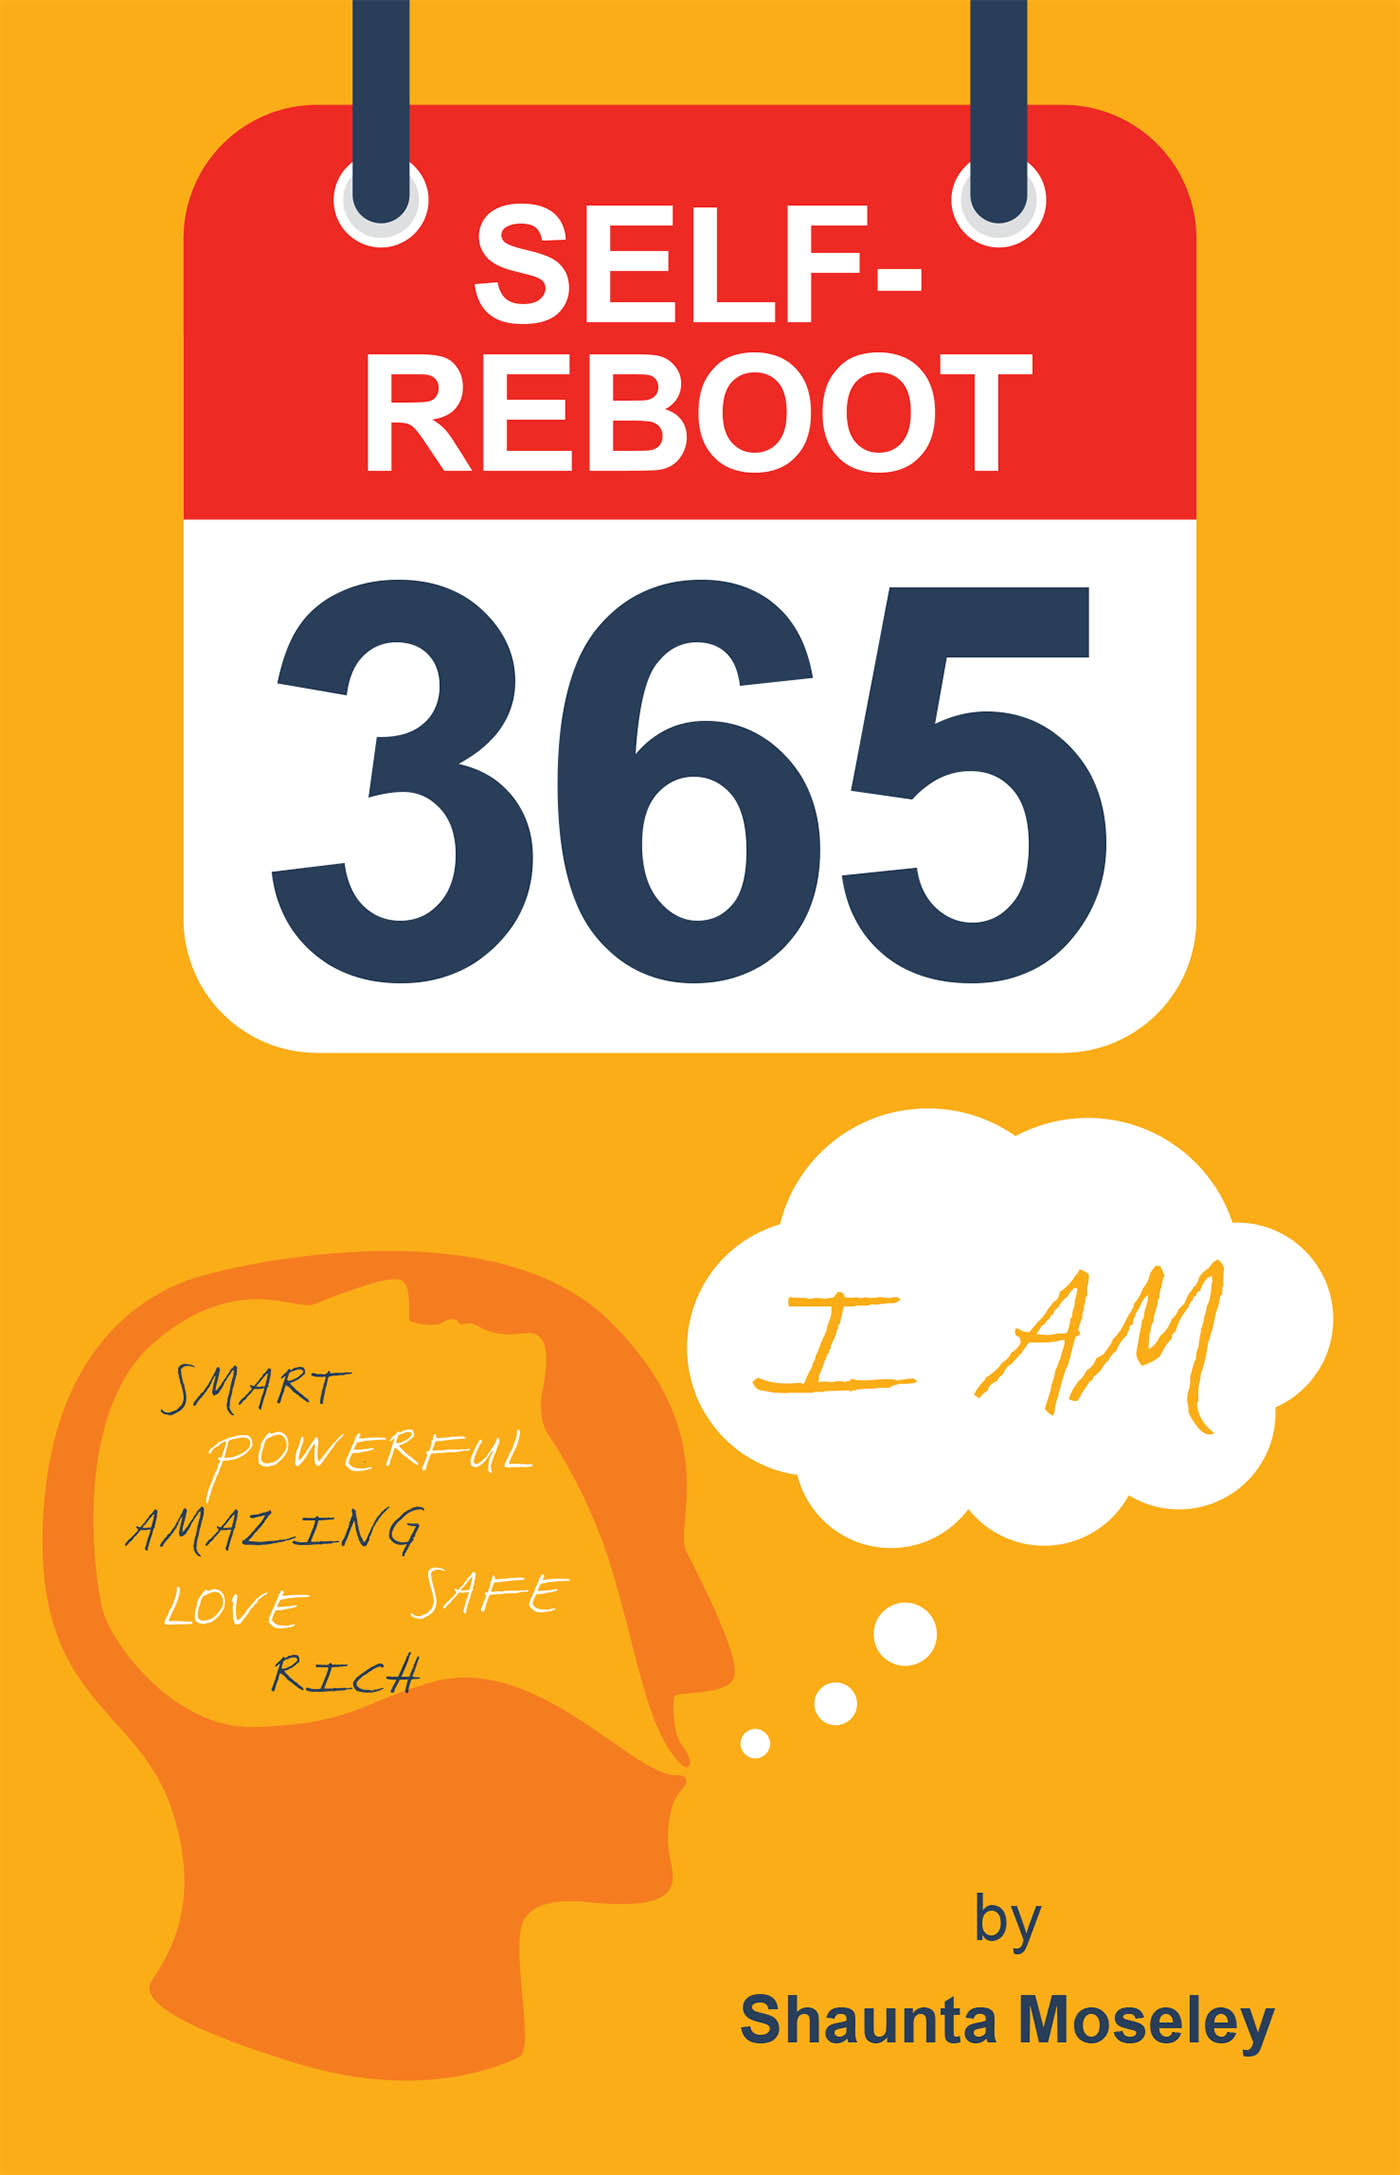 SELF-
REBOOT
365
I AM
SMART
POWERFUL
AMAZING
LOVE SAFE
RICH
by
Shaunta Moseley